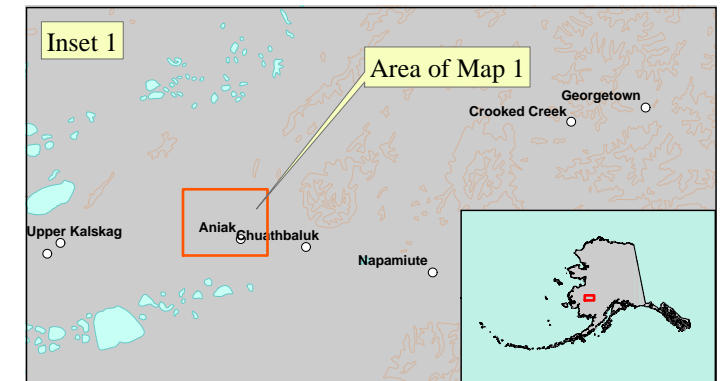 Inset 1
Area of Map 1
Georgetown
Crooked Creek
Aniak
Chuathbaluk
Upper Kalskag
Napamiute